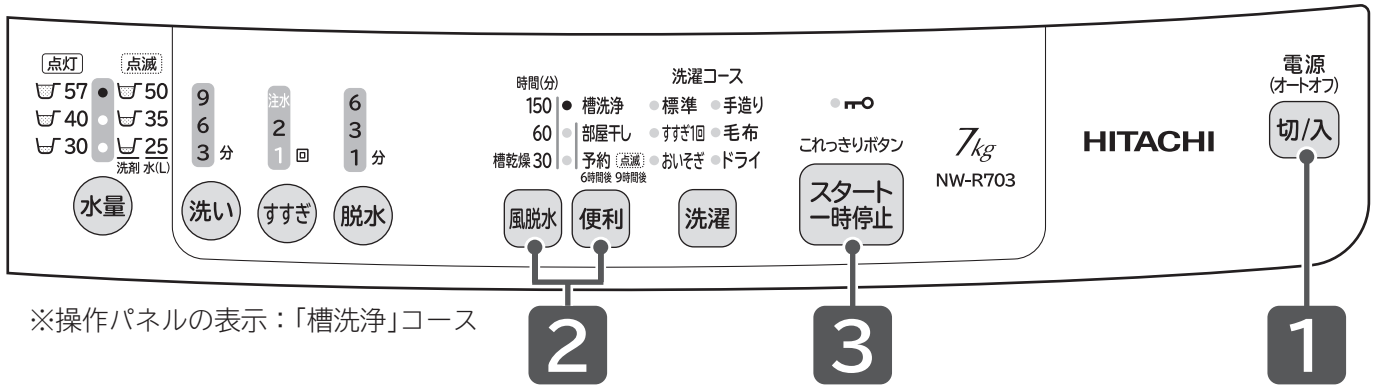 点灯 点滅
57 50
40 35
30 25
洗剤 水(L)
水量
9
6
3 分
洗い
注水
2
1 回
すすぎ
6
3
1 分
脱水
時間(分)
150 槽洗浄
60 部屋干し
槽乾燥 30 予約 点滅
6時間後 9時間後
風脱水 便利
洗濯コース
標準 手造り
すすぎ1回 毛布
おいそぎ ドライ
洗濯
これっきりボタン
スタート
一時停止
7kg
NW-R703
HITACHI
電源
(オートオフ)
切/入
2
3
1
※操作パネルの表示：「槽洗浄」コース